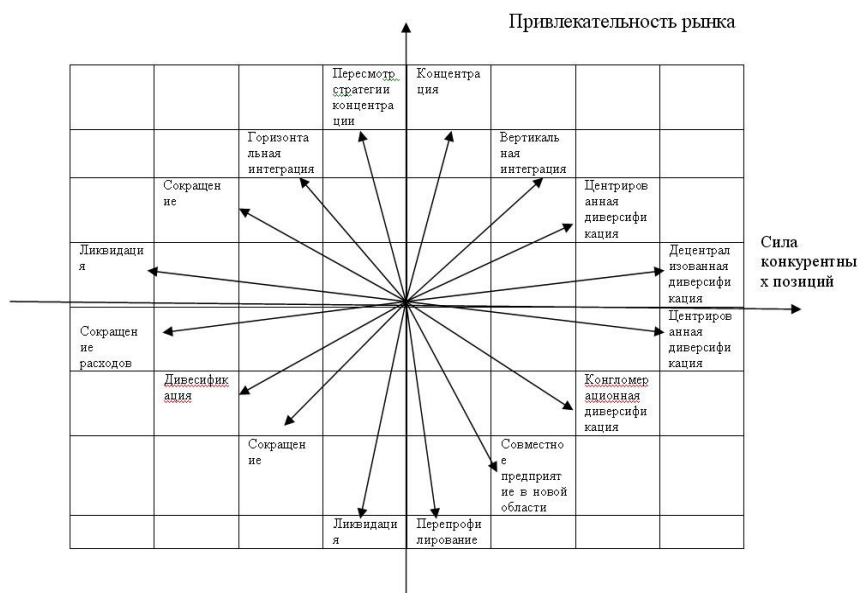 Привлекательность рынка
Пересмотр
стратегии
концентра
ции
Концентра
ция
Горизонта
льная
интеграция
Вертикаль
ная
интеграция
Сокращен
ие
Центриров
анная
диверсифи
кация
Ликвидаци
я
Децентрал
изованная
диверсифи
кация
Сила
конкурентны
х позиций
Сокращен
ие
расходов
Центриров
анная
диверсифи
кация
Дивесифик
ация
Конгломер
ационная
диверсифи
кация
Сокращен
ие
Совместно
е
предприят
ие в новой
области
Ликвидаци
я
Перепрофи
лирование